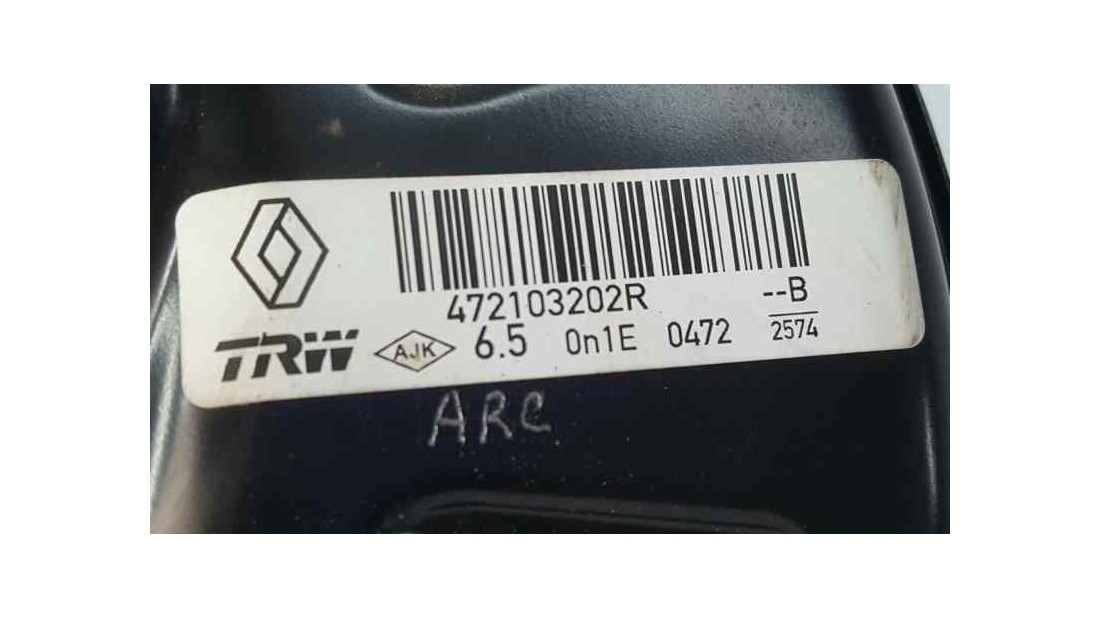 472103202R --B
TRW AJK 6.5 0n1E 0472 2574
ARC